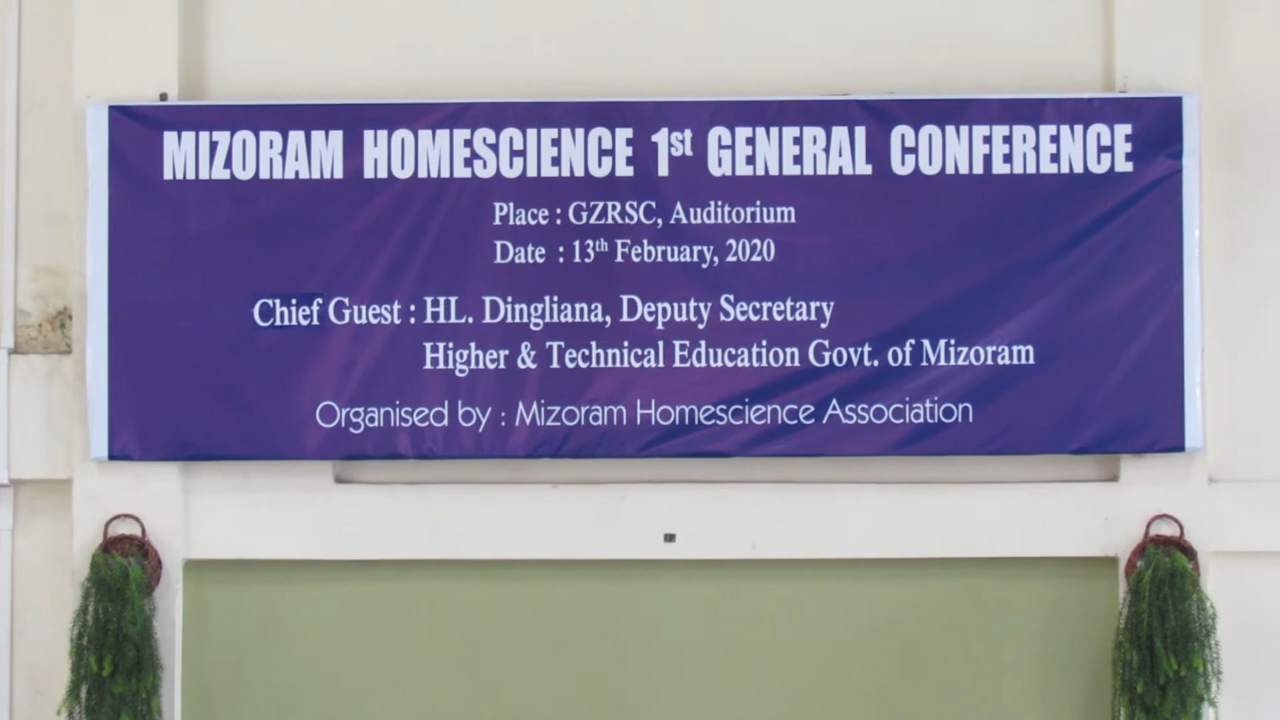 MIZORAM HOMESCIENCE 1st GENERAL CONFERENCE
Place : GZRSC, Auditorium
Date : 13th February, 2020
Chief Guest : HL. Dingliana, Deputy Secretary
Higher & Technical Education Govt. of Mizoram
Organised by : Mizoram Homescience Association